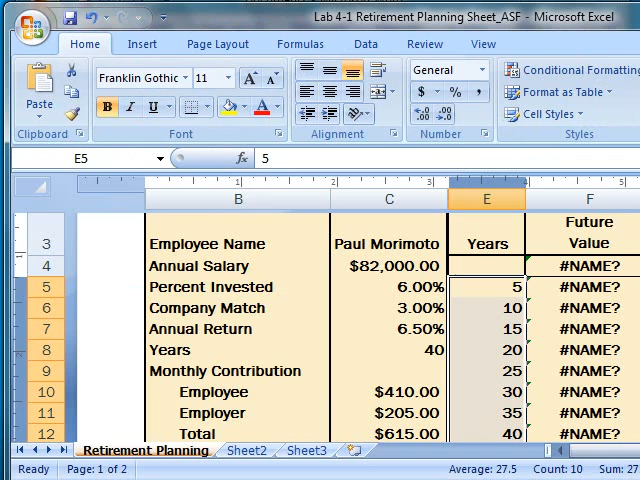 Lab 4-1 Retirement Planning Sheet_ASF - Microsoft Excel
Home Insert Page Layout Formulas Data Review View
Paste
Franklin Gothic 11
General
Conditional Formatting
Format as Table
Cell Styles
B I U A A A
$ % ,
Clipboard Font Alignment Number Styles
E5 fx 5
1 2 3 4 5
B C E F
Future
3 Employee Name Paul Morimoto Years Value
4 Annual Salary $82,000.00 #NAME?
5 Percent Invested 6.00% 5 #NAME?
6 Company Match 3.00% 10 #NAME?
7 Annual Return 6.50% 15 #NAME?
8 Years 40 20 #NAME?
9 Monthly Contribution 25 #NAME?
10 Employee $410.00 30 #NAME?
11 Employer $205.00 35 #NAME?
12 Total $615.00 40 #NAME?
Retirement Planning Sheet2 Sheet3
Ready Page: 1 of 2 Average: 27.5 Count: 10 Sum: 27